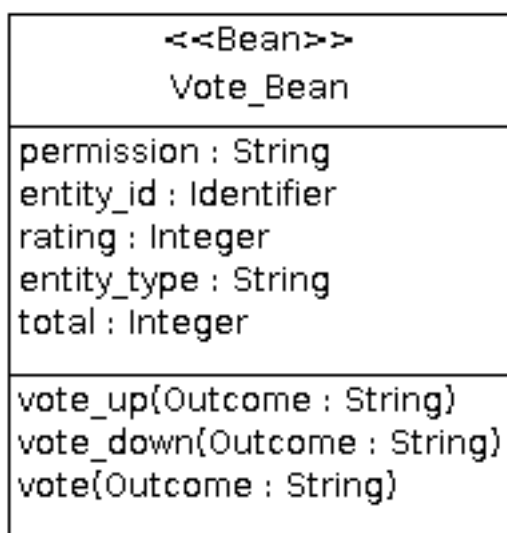 <<Bean>>
Vote_Bean
permission : String
entity_id : Identifier
rating : Integer
entity_type : String
total : Integer
vote_up(Outcome : String)
vote_down(Outcome : String)
vote(Outcome : String)